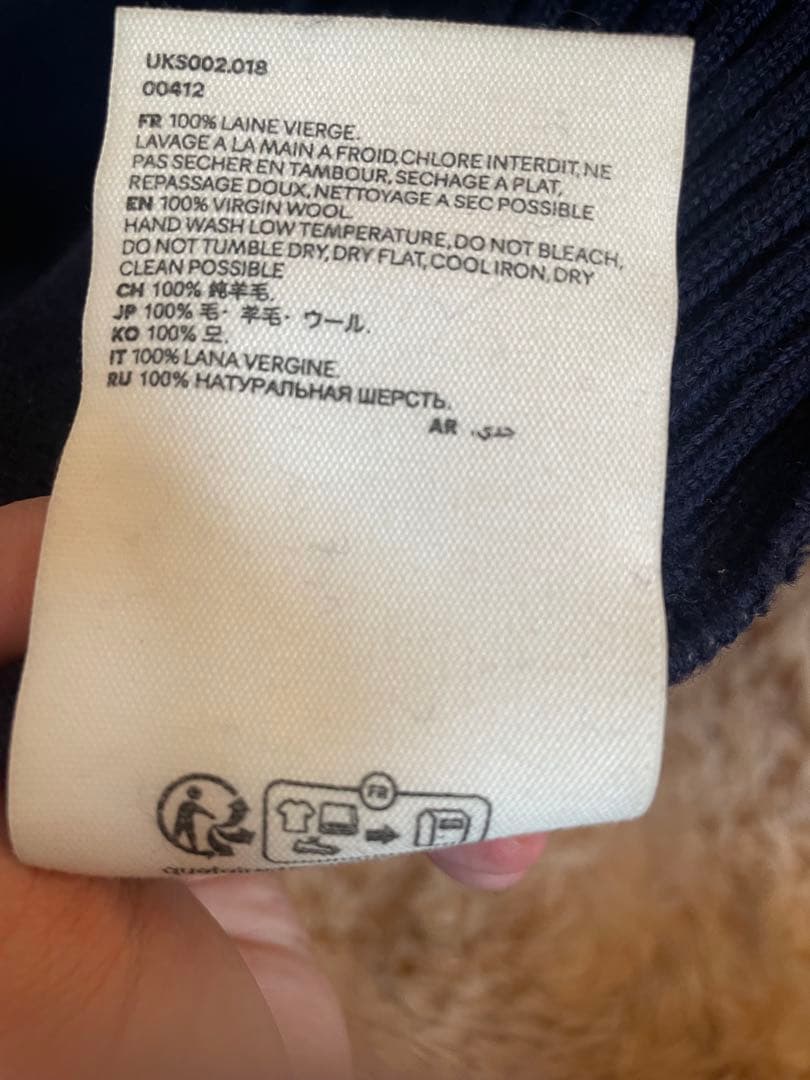 UKS002.018
00412
FR 100% LAINE VIERGE.
LAVAGE A LA MAIN A FROID, CHLORE INTERDIT, NE
PAS SECHER EN TAMBOUR, SECHAGE A PLAT,
REPASSAGE DOUX, NETTOYAGE A SEC POSSIBLE
EN 100% VIRGIN WOOL.
HAND WASH LOW TEMPERATURE, DO NOT BLEACH,
DO NOT TUMBLE DRY, DRY FLAT, COOL IRON, DRY
CLEAN POSSIBLE
CH 100% 純羊毛.
JP 100% 毛· 羊毛· ウール.
KO 100% 모.
IT 100% LANA VERGINE.
RU 100% НАТУРАЛЬНАЯ ШЕРСТЬ.
AR
FR